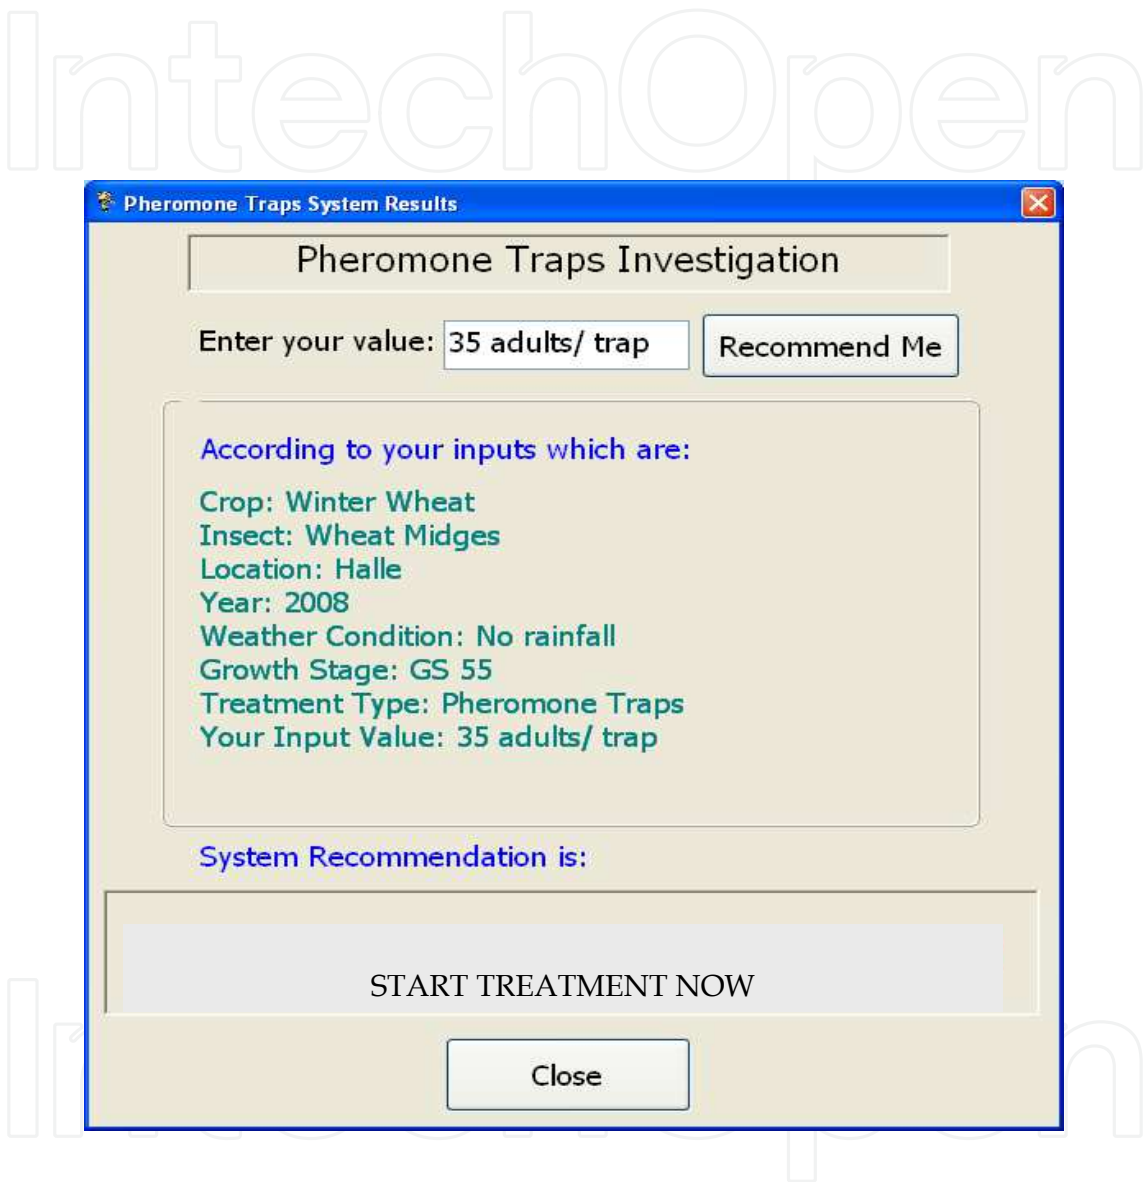 IntechOpen
Pheromone Traps System Results
Pheromone Traps Investigation
Enter your value: 35 adults/ trap Recommend Me
According to your inputs which are:
Crop: Winter Wheat
Insect: Wheat Midges
Location: Halle
Year: 2008
Weather Condition: No rainfall
Growth Stage: GS 55
Treatment Type: Pheromone Traps
Your Input Value: 35 adults/ trap
System Recommendation is:
START TREATMENT NOW
Close
IntechOpen